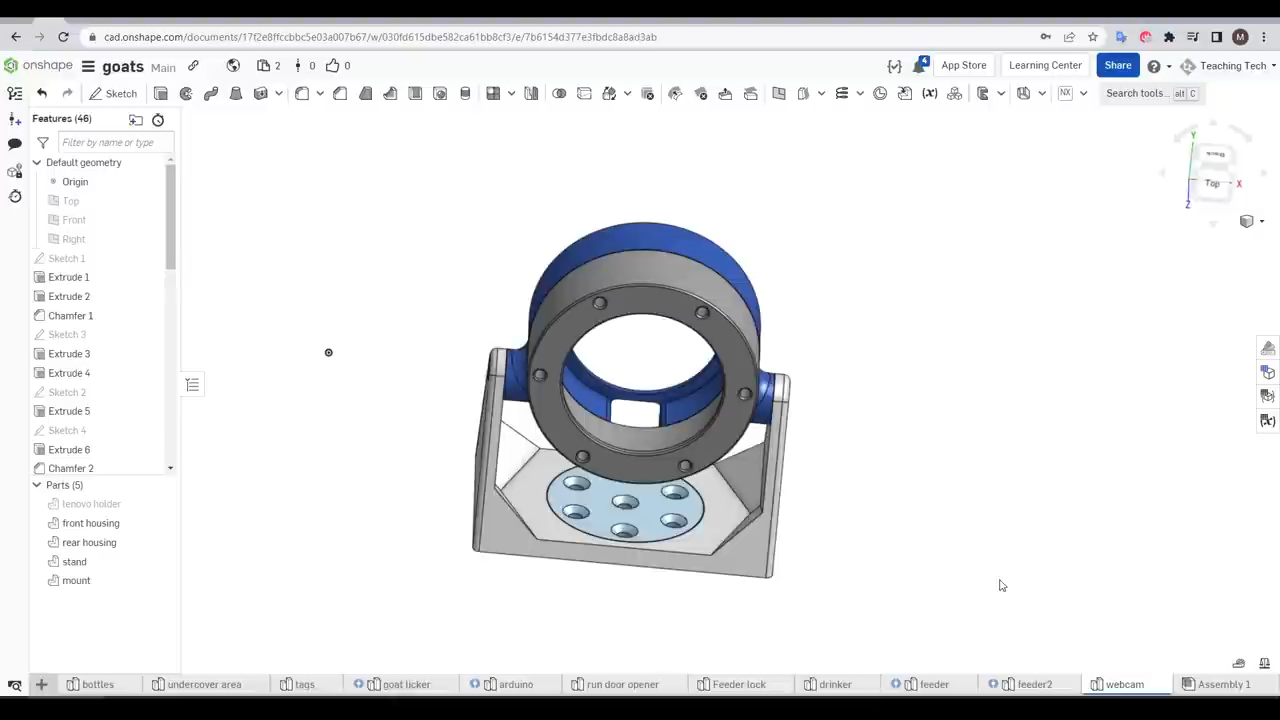 cad.onshape.com/documents/17f2e8ffccbbc5e03a007b67/w/030fd615dbe582ca61bb8cf3/e/7b6154d377e3fbdc8a8ad3ab
M
onshape goats Main 2 0 0 4 App Store Learning Center Share Teaching Tech
Sketch NX Search tools... alt C
Features (46)
Filter by name or type
Default geometry
Origin
Top
Front
Right
Sketch 1
Extrude 1
Extrude 2
Chamfer 1
Sketch 3
Extrude 3
Extrude 4
Sketch 2
Extrude 5
Sketch 4
Extrude 6
Chamfer 2
Parts (5)
lenovo holder
front housing
rear housing
stand
mount
Y
Top X
Z
bottles undercover area tags goat licker arduino run door opener Feeder lock drinker feeder feeder2 webcam Assembly 1